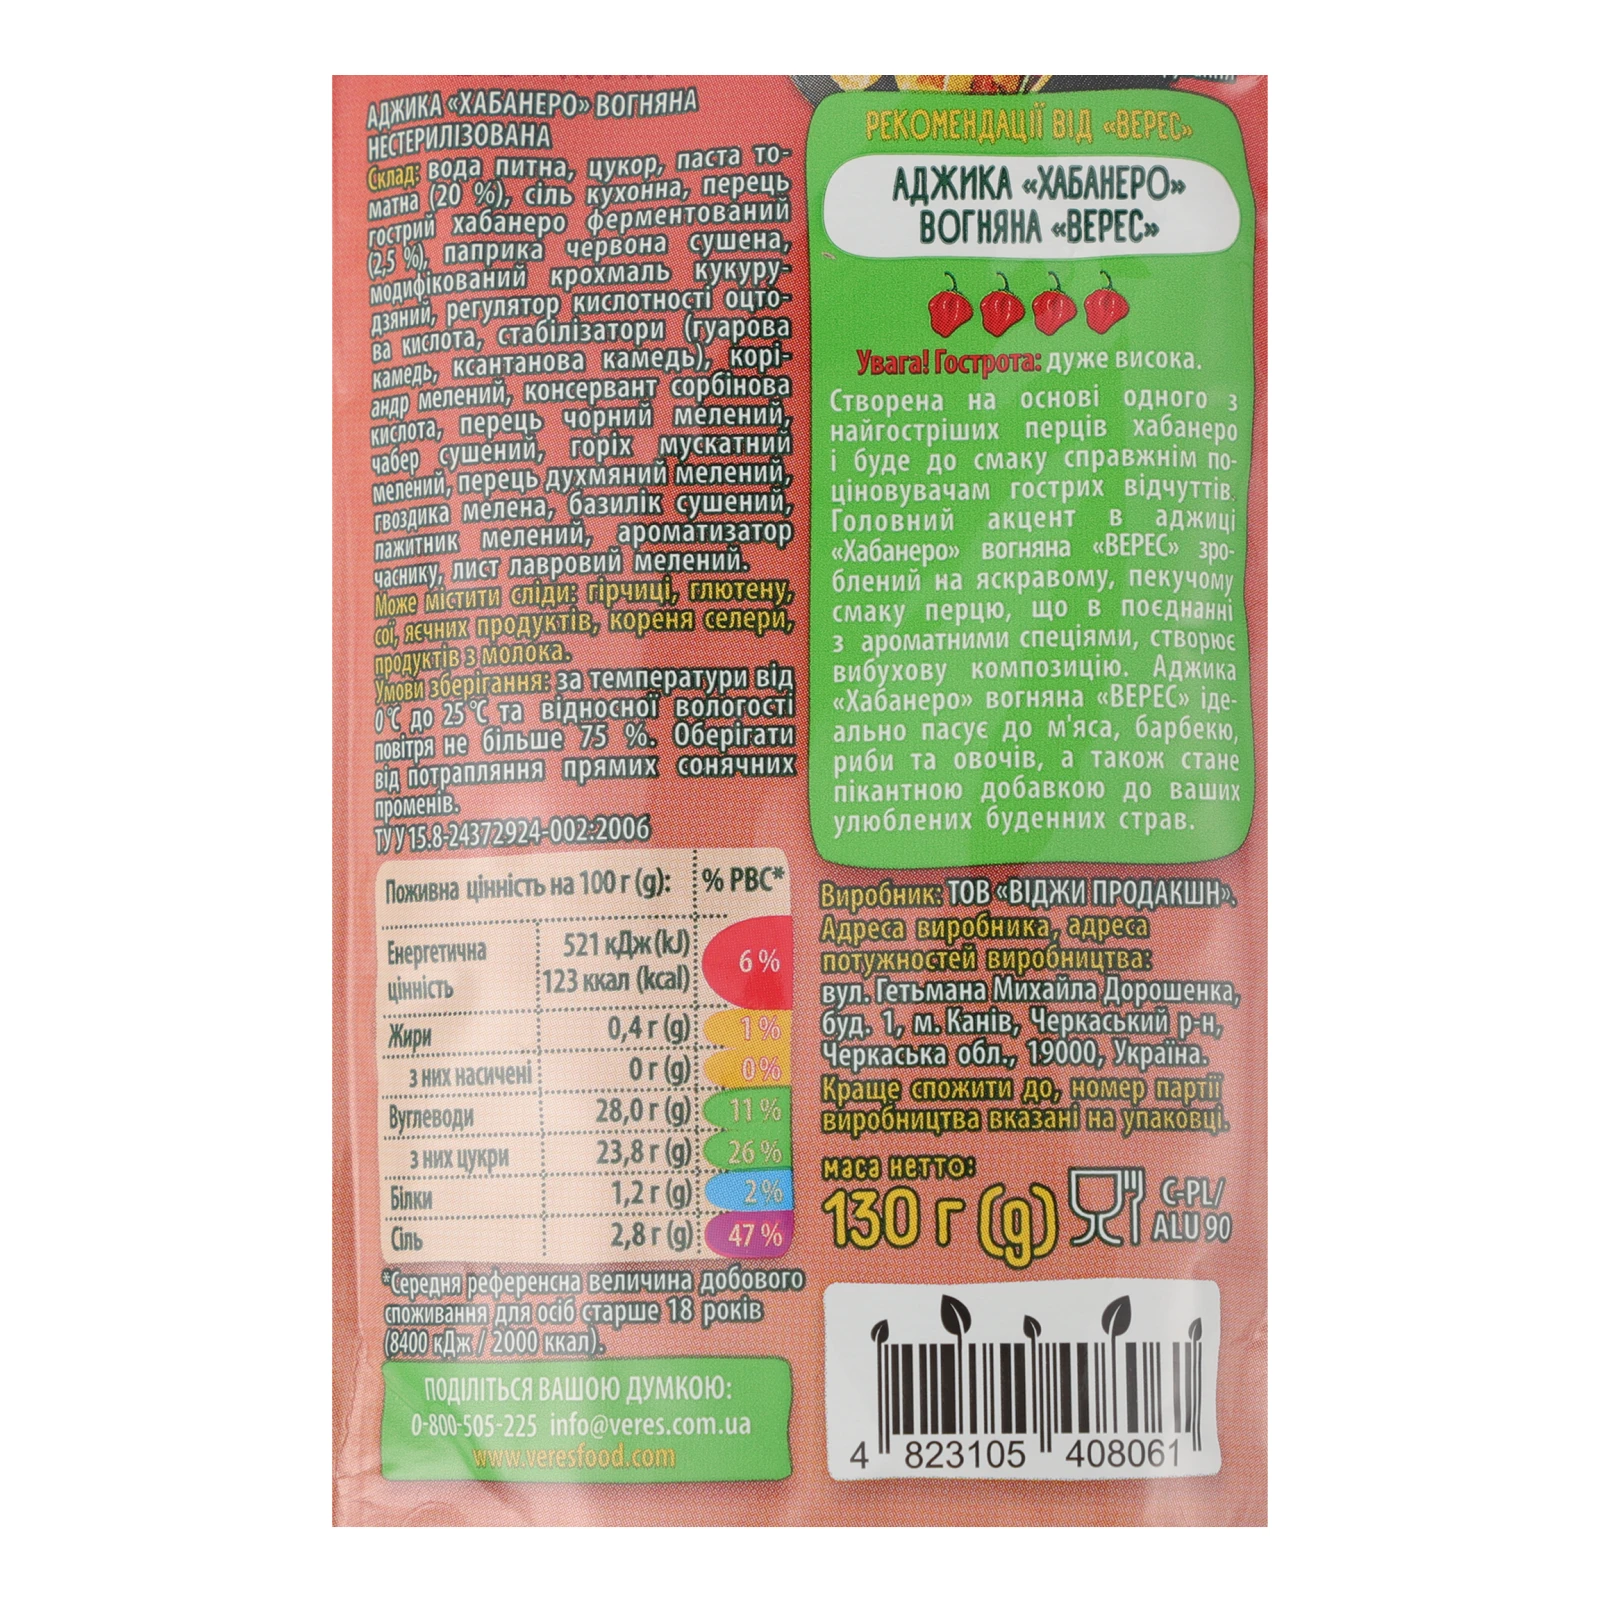 АДЖИКА «ХАБАНЕРО» ВОГНЯНА
НЕСТЕРИЛІЗОВАНА
Склад: вода питна, цукор, паста то-
матна (20 %), сіль кухонна, перець
гострий хабанеро ферментований
(2,5 %), паприка червона сушена,
модифікований крохмаль кукуру-
дзяний, регулятор кислотності оцто-
ва кислота, стабілізатори (гуарова
камедь, ксантанова камедь), корі-
андр мелений, консервант сорбінова
кислота, перець чорний мелений,
чабер сушений, горіх мускатний
мелений, перець духмяний мелений,
гвоздика мелена, базилік сушений,
пажитник мелений, ароматизатор
часнику, лист лавровий мелений.
Може містити сліди: гірчиці, глютену,
сої, яєчних продуктів, кореня селери,
продуктів з молока.
Умови зберігання: за температури від
0°С до 25°С та відносної вологості
повітря не більше 75 %. Оберігати
від потрапляння прямих сонячних
променів.
ТУ У 15.8-24372924-002:2006
Поживна цінність на 100 г (g): % РВС*
Енергетична цінність 521 кДж (kJ) 123 ккал (kcal) 6 %
Жири 0,4 г (g) 1 %
з них насичені 0 г (g) 0 %
Вуглеводи 28,0 г (g) 11 %
з них цукри 23,8 г (g) 26 %
Білки 1,2 г (g) 2 %
Сіль 2,8 г (g) 47 %
*Середня референсна величина добового
споживання для осіб старше 18 років
(8400 кДж / 2000 ккал).
ПОДІЛІТЬСЯ ВАШОЮ ДУМКОЮ:
0-800-505-225 info@veres.com.ua
www.veresfood.com
РЕКОМЕНДАЦІЇ ВІД «ВЕРЕС»
АДЖИКА «ХАБАНЕРО»
ВОГНЯНА «ВЕРЕС»
Увага! Гострота: дуже висока.
Створена на основі одного з
найгостріших перців хабанеро
і буде до смаку справжнім по-
ціновувачам гострих відчуттів.
Головний акцент в аджиці
«Хабанеро» вогняна «ВЕРЕС» зро-
блений на яскравому, пекучому
смаку перцю, що в поєднанні
з ароматними спеціями, створює
вибухову композицію. Аджика
«Хабанеро» вогняна «ВЕРЕС» іде-
ально пасує до м'яса, барбекю,
риби та овочів, а також стане
пікантною добавкою до ваших
улюблених буденних страв.
Виробник: ТОВ «ВІДЖИ ПРОДАКШН».
Адреса виробника, адреса
потужностей виробництва:
вул. Гетьмана Михайла Дорошенка,
буд. 1, м. Канів, Черкаський р-н,
Черкаська обл., 19000, Україна.
Краще спожити до, номер партії
виробництва вказані на упаковці.
маса нетто:
130 г (g)
C-PL/
ALU 90
4 823105 408061